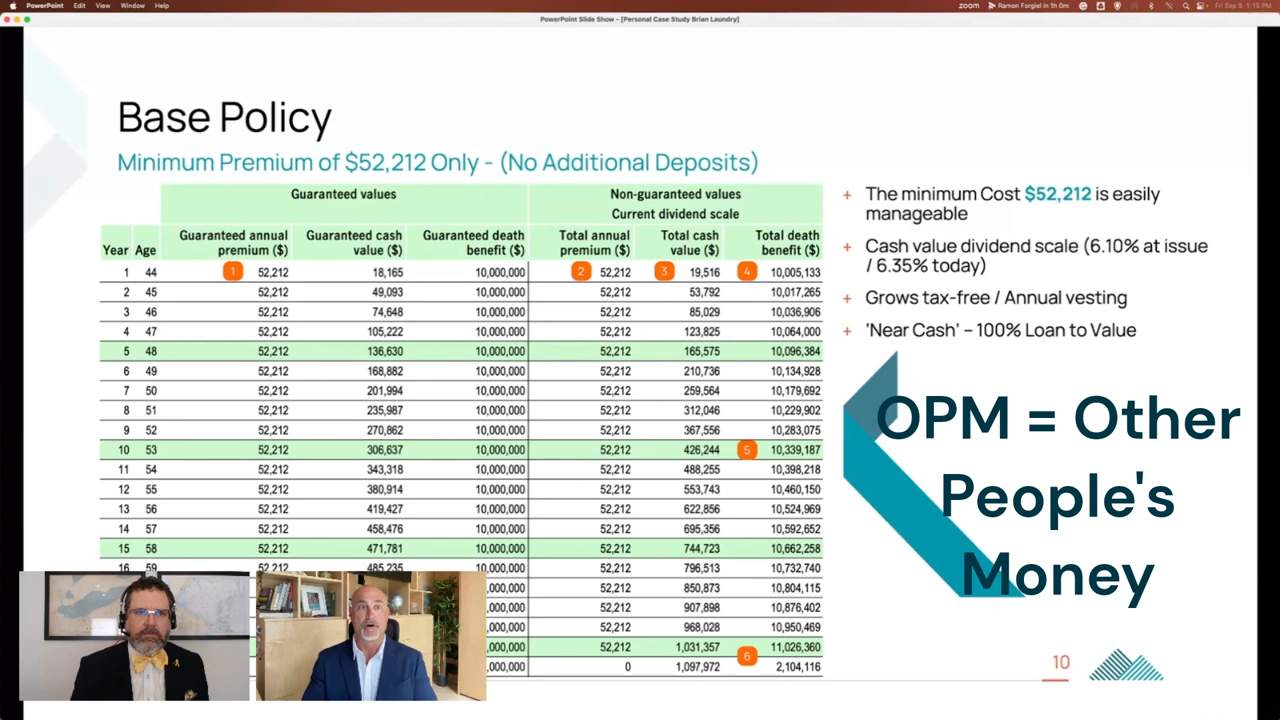 PowerPoint Edit View Window Help zoom Ramon Forgiel in 1h 0m Fri Sep 6 1:15 PM
PowerPoint Slide Show - [Personal Case Study Brian Laundry]
Base Policy
Minimum Premium of $52,212 Only - (No Additional Deposits)
Guaranteed values Non-guaranteed values
Current dividend scale
Year Age Guaranteed annual premium ($) Guaranteed cash value ($) Guaranteed death benefit ($) Total annual premium ($) Total cash value ($) Total death benefit ($)
1 44 1 52,212 18,165 10,000,000 2 52,212 3 19,516 4 10,005,133
2 45 52,212 49,093 10,000,000 52,212 53,792 10,017,265
3 46 52,212 74,648 10,000,000 52,212 85,029 10,036,906
4 47 52,212 105,222 10,000,000 52,212 123,825 10,064,000
5 48 52,212 136,630 10,000,000 52,212 165,575 10,096,384
6 49 52,212 168,882 10,000,000 52,212 210,736 10,134,928
7 50 52,212 201,994 10,000,000 52,212 259,564 10,179,692
8 51 52,212 235,987 10,000,000 52,212 312,046 10,229,902
9 52 52,212 270,862 10,000,000 52,212 367,556 10,283,075
10 53 52,212 306,637 10,000,000 52,212 426,244 5 10,339,187
11 54 52,212 343,318 10,000,000 52,212 488,255 10,398,218
12 55 52,212 380,914 10,000,000 52,212 553,743 10,460,150
13 56 52,212 419,427 10,000,000 52,212 622,856 10,524,969
14 57 52,212 458,476 10,000,000 52,212 695,356 10,592,652
15 58 52,212 471,781 10,000,000 52,212 744,723 10,662,258
16 59 52,212 485,235 10,000,000 52,212 796,513 10,732,740
,000,000 52,212 850,873 10,804,115
,000,000 52,212 907,898 10,876,402
,000,000 52,212 968,028 10,950,469
,000,000 52,212 1,031,357 11,026,360
6
,000,000 0 1,097,972 2,104,116
+ The minimum Cost $52,212 is easily
manageable
+ Cash value dividend scale (6.10% at issue
/ 6.35% today)
+ Grows tax-free / Annual vesting
+ ‘Near Cash’ – 100% Loan to Value
OPM = Other
People's
Money
10